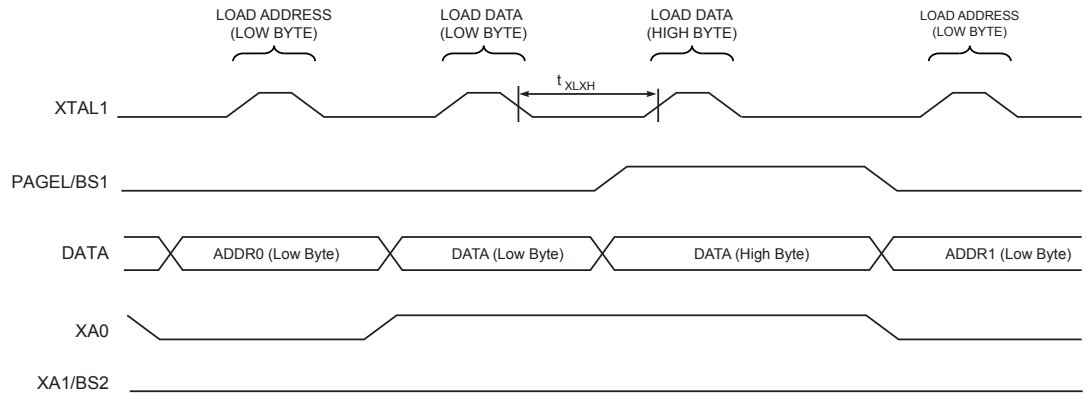 LOAD ADDRESS
(LOW BYTE)
LOAD DATA
(LOW BYTE)
LOAD DATA
(HIGH BYTE)
LOAD ADDRESS
(LOW BYTE)
t XLXH
XTAL1
PAGEL/BS1
DATA
ADDR0 (Low Byte)
DATA (Low Byte)
DATA (High Byte)
ADDR1 (Low Byte)
XA0
XA1/BS2